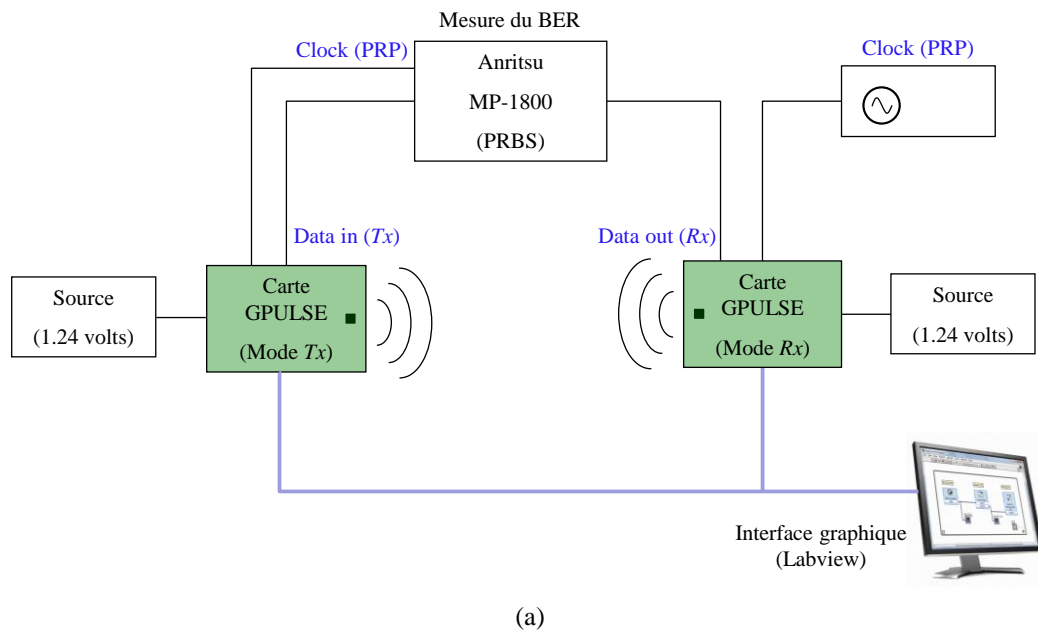 Mesure du BER
Clock (PRP)
Anritsu
MP-1800
(PRBS)
Clock (PRP)
Data in (Tx)
Data out (Rx)
Source
(1.24 volts)
Carte
GPULSE
(Mode Tx)
Carte
GPULSE
(Mode Rx)
Source
(1.24 volts)
Interface graphique
(Labview)
(a)